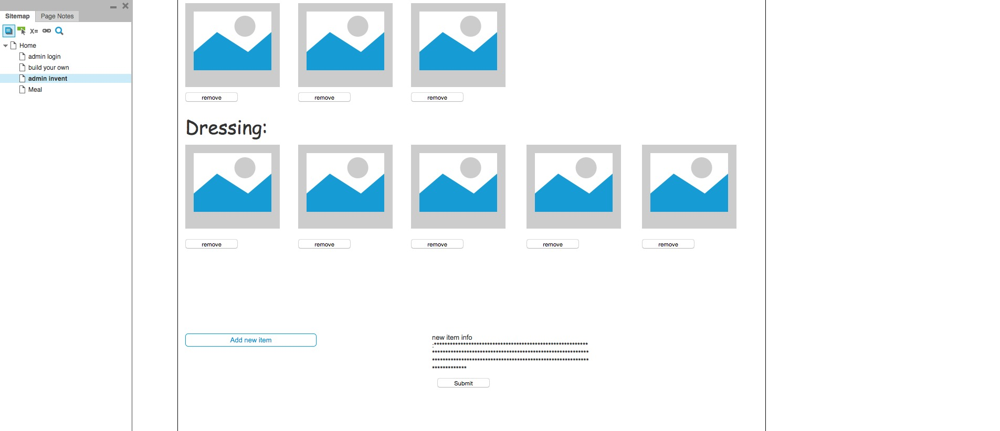 Sitemap Page Notes
X=
Home
admin login
build your own
admin invent
Meal
remove remove remove
Dressing:
remove remove remove remove remove
Add new item
new item info
:
Submit